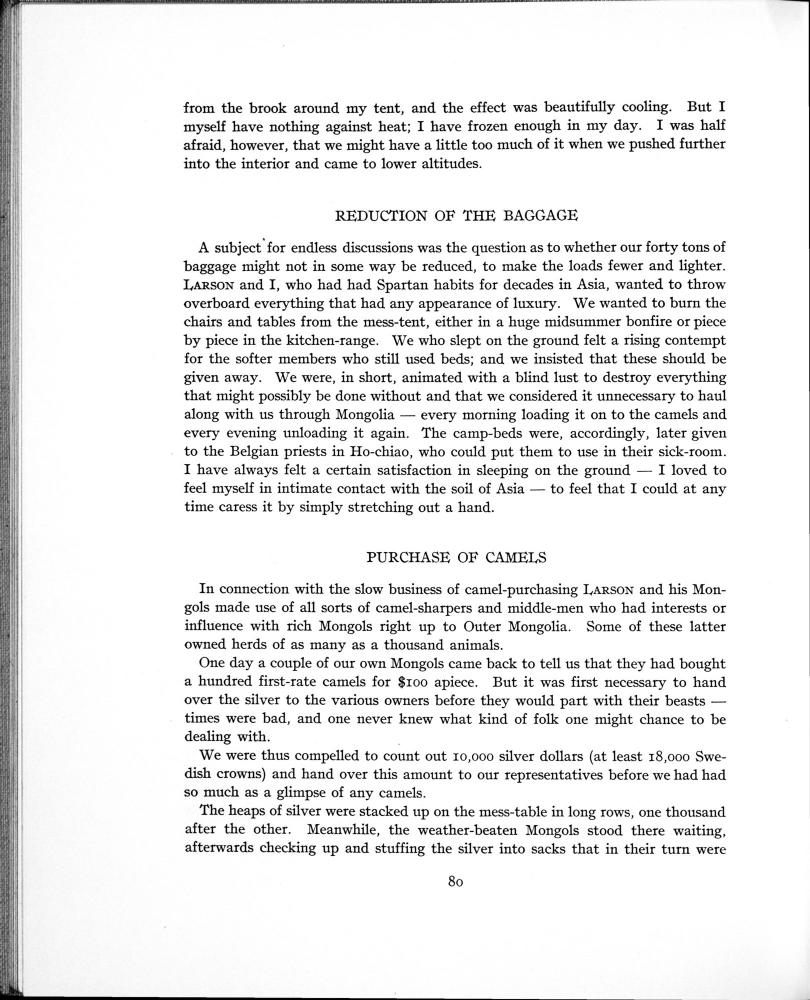 from the brook around my tent, and the effect was beautifully cooling. But I
myself have nothing against heat; I have frozen enough in my day. I was half
afraid, however, that we might have a little too much of it when we pushed further
into the interior and came to lower altitudes.
REDUCTION OF THE BAGGAGE
A subject for endless discussions was the question as to whether our forty tons of
baggage might not in some way be reduced, to make the loads fewer and lighter.
LARSON and I, who had had Spartan habits for decades in Asia, wanted to throw
overboard everything that had any appearance of luxury. We wanted to burn the
chairs and tables from the mess-tent, either in a huge midsummer bonfire or piece
by piece in the kitchen-range. We who slept on the ground felt a rising contempt
for the softer members who still used beds; and we insisted that these should be
given away. We were, in short, animated with a blind lust to destroy everything
that might possibly be done without and that we considered it unnecessary to haul
along with us through Mongolia — every morning loading it on to the camels and
every evening unloading it again. The camp-beds were, accordingly, later given
to the Belgian priests in Ho-chiao, who could put them to use in their sick-room.
I have always felt a certain satisfaction in sleeping on the ground — I loved to
feel myself in intimate contact with the soil of Asia — to feel that I could at any
time caress it by simply stretching out a hand.
PURCHASE OF CAMELS
In connection with the slow business of camel-purchasing LARSON and his Mon-
gols made use of all sorts of camel-sharpers and middle-men who had interests or
influence with rich Mongols right up to Outer Mongolia. Some of these latter
owned herds of as many as a thousand animals.
One day a couple of our own Mongols came back to tell us that they had bought
a hundred first-rate camels for $100 apiece. But it was first necessary to hand
over the silver to the various owners before they would part with their beasts —
times were bad, and one never knew what kind of folk one might chance to be
dealing with.
We were thus compelled to count out 10,000 silver dollars (at least 18,000 Swe-
dish crowns) and hand over this amount to our representatives before we had had
so much as a glimpse of any camels.
The heaps of silver were stacked up on the mess-table in long rows, one thousand
after the other. Meanwhile, the weather-beaten Mongols stood there waiting,
afterwards checking up and stuffing the silver into sacks that in their turn were
80